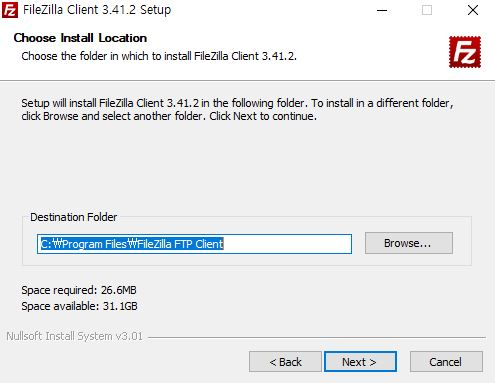 FileZilla Client 3.41.2 Setup
Choose Install Location
Choose the folder in which to install FileZilla Client 3.41.2.
Fz
Setup will install FileZilla Client 3.41.2 in the following folder. To install in a different folder,
click Browse and select another folder. Click Next to continue.
Destination Folder
C:₩Program Files₩FileZilla FTP Client
Browse...
Space required: 26.6MB
Space available: 31.1GB
Nullsoft Install System v3.01
< Back
Next >
Cancel